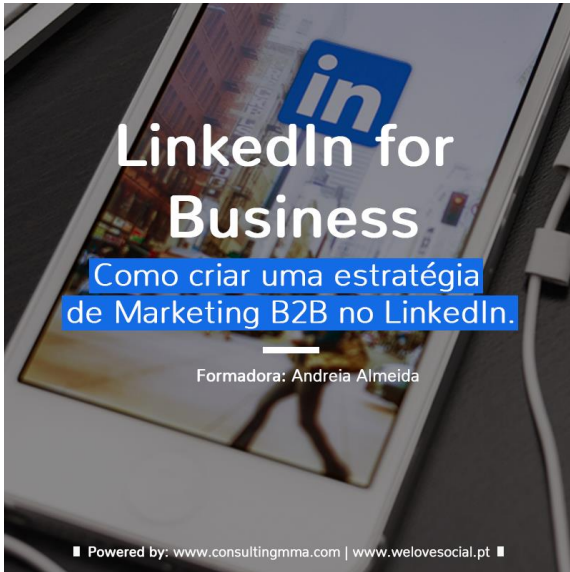 in
LinkedIn for
Business
Como criar uma estratégia
de Marketing B2B no LinkedIn.
Formadora: Andreia Almeida
Powered by: www.consultingmma.com | www.welovesocial.pt